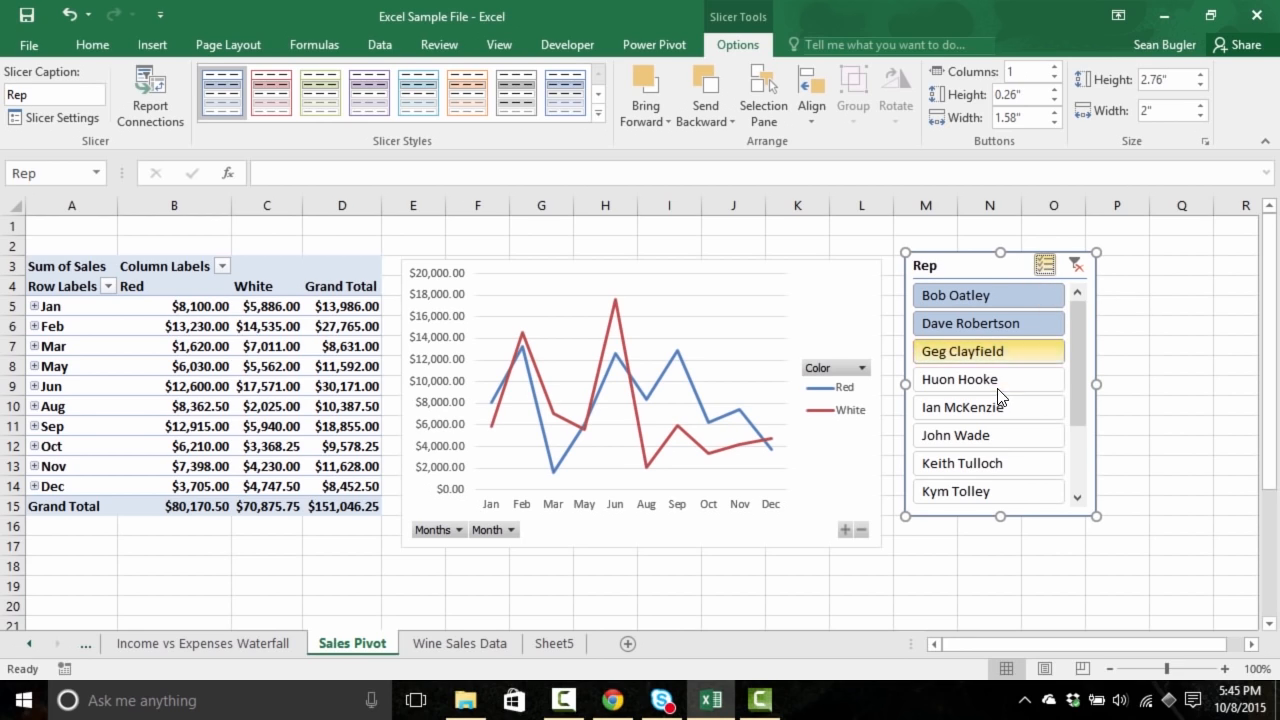 Excel Sample File - Excel
Slicer Tools
File Home Insert Page Layout Formulas Data Review View Developer Power Pivot Options Tell me what you want to do... Sean Bugler Share
Slicer Caption:
Rep
Slicer Settings
Report
Connections
Slicer
Slicer Styles
Bring
Forward
Send
Backward
Selection
Pane
Align
Group
Rotate
Arrange
Columns: 1
Height: 0.26"
Width: 1.58"
Buttons
Height: 2.76"
Width: 2"
Size
Rep
fx
A B C D E F G H I J K L M N O P Q R
1
2
3 Sum of Sales Column Labels
4 Row Labels Red White Grand Total
5 Jan $8,100.00 $5,886.00 $13,986.00
6 Feb $13,230.00 $14,535.00 $27,765.00
7 Mar $1,620.00 $7,011.00 $8,631.00
8 May $6,030.00 $5,562.00 $11,592.00
9 Jun $12,600.00 $17,571.00 $30,171.00
10 Aug $8,362.50 $2,025.00 $10,387.50
11 Sep $12,915.00 $5,940.00 $18,855.00
12 Oct $6,210.00 $3,368.25 $9,578.25
13 Nov $7,398.00 $4,230.00 $11,628.00
14 Dec $3,705.00 $4,747.50 $8,452.50
15 Grand Total $80,170.50 $70,875.75 $151,046.25
16
17
18
19
20
21
$20,000.00
$18,000.00
$16,000.00
$14,000.00
$12,000.00
$10,000.00
$8,000.00
$6,000.00
$4,000.00
$2,000.00
$0.00
Jan Feb Mar May Jun Aug Sep Oct Nov Dec
Months Month
Color
Red
White
Rep
Bob Oatley
Dave Robertson
Geg Clayfield
Huon Hooke
Ian McKenzie
John Wade
Keith Tulloch
Kym Tolley
... Income vs Expenses Waterfall Sales Pivot Wine Sales Data Sheet5
Ready
100%
Ask me anything
5:45 PM
10/8/2015